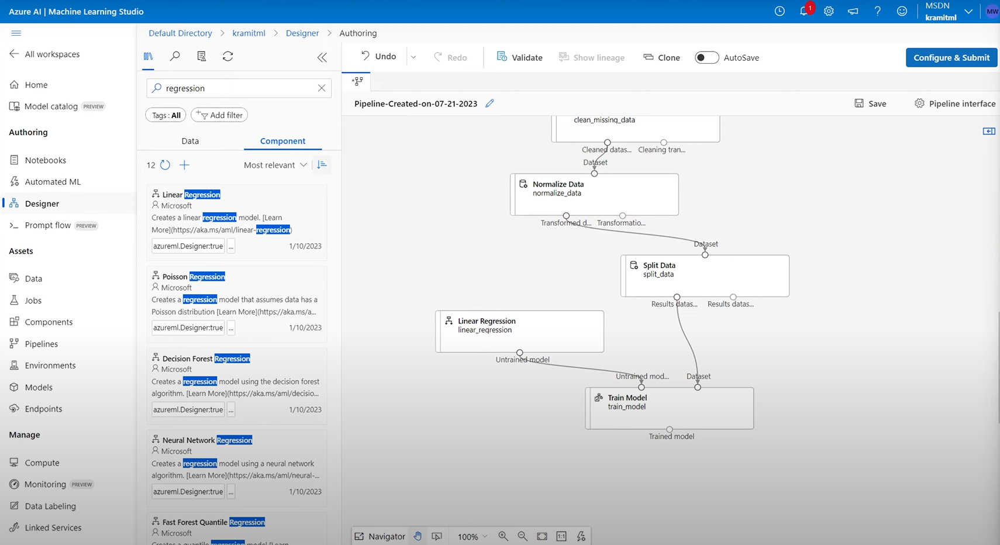 Azure AI | Machine Learning Studio
1
MSDN
kramitml
MW
All workspaces
Home
Model catalog PREVIEW
Authoring
Notebooks
Automated ML
Designer
Prompt flow PREVIEW
Assets
Data
Jobs
Components
Pipelines
Environments
Models
Endpoints
Manage
Compute
Monitoring PREVIEW
Data Labeling
Linked Services
Default Directory > kramitml > Designer > Authoring
regression
Tags : All
Add filter
Data
Component
12
Most relevant
Linear Regression
Microsoft
Creates a linear regression model. [Learn
More](https://aka.ms/aml/linear-regression)
azureml.Designer:true ... 1/10/2023
Poisson Regression
Microsoft
Creates a regression model that assumes data has a
Poisson distribution [Learn More](https://aka.ms/a...
azureml.Designer:true ... 1/10/2023
Decision Forest Regression
Microsoft
Creates a regression model using the decision forest
algorithm. [Learn More](https://aka.ms/aml/decisio...
azureml.Designer:true ... 1/10/2023
Neural Network Regression
Microsoft
Creates a regression model using a neural network
algorithm. [Learn More](https://aka.ms/aml/neural-...
azureml.Designer:true ... 1/10/2023
Fast Forest Quantile Regression
Microsoft
Creates a quantile regression model [Learn
Undo
Redo
Validate
Show lineage
Clone
AutoSave
Configure & Submit
Pipeline-Created-on-07-21-2023
Save
Pipeline interface
clean_missing_data
Cleaned datas... Cleaning tran...
Dataset
Normalize Data
normalize_data
Transformed d... Transformatio...
Dataset
Split Data
split_data
Results datas... Results datas...
Linear Regression
linear_regression
Untrained model
Untrained mod... Dataset
Train Model
train_model
Trained model
Navigator
100%
1:1